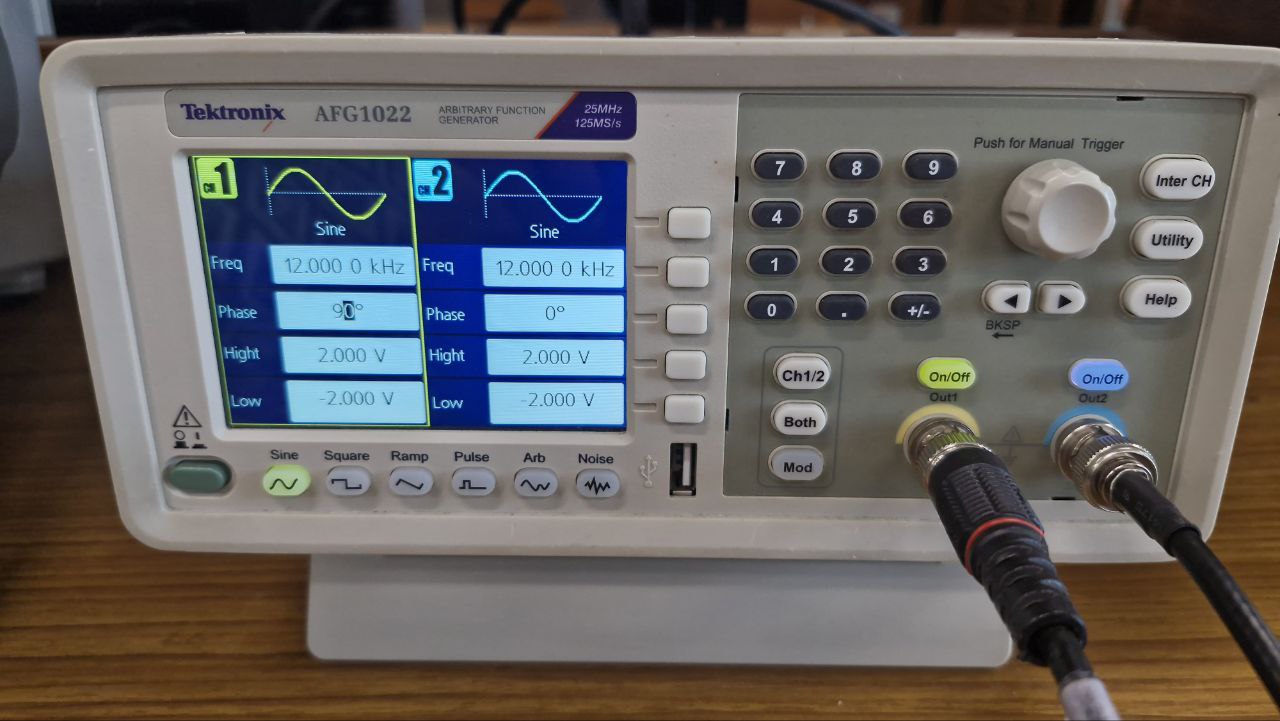 Tektronix AFG1022 ARBITRARY FUNCTION GENERATOR 25MHz 125MS/s
CH 1
Sine
Freq 12.000 0 kHz
Phase 90°
Hight 2.000 V
Low -2.000 V
CH 2
Sine
Freq 12.000 0 kHz
Phase 0°
Hight 2.000 V
Low -2.000 V
Sine Square Ramp Pulse Arb Noise
Push for Manual Trigger
7 8 9
4 5 6
1 2 3
0 . +/-
Inter CH
Utility
Help
BKSP
Ch1/2
Both
Mod
On/Off
Out1
On/Off
Out2